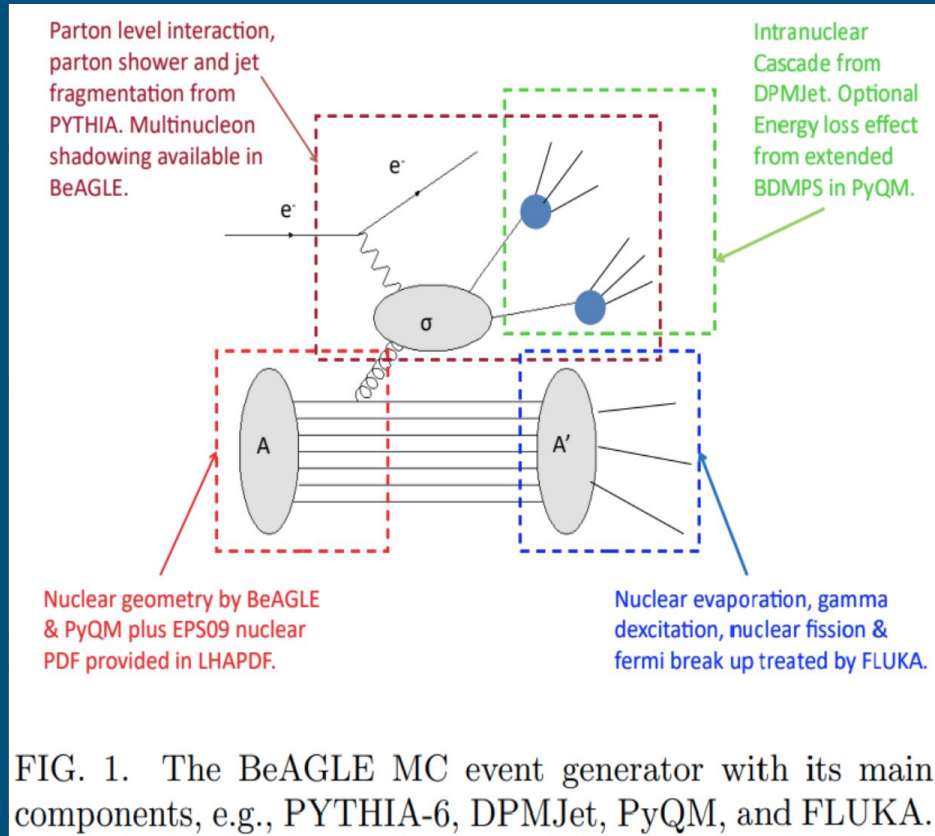 Parton level interaction,
parton shower and jet
fragmentation from
PYTHIA. Multinucleon
shadowing available in
BeAGLE.
Intranuclear
Cascade from
DPMJet. Optional
Energy loss effect
from extended
BDMPS in PyQM.
e-
e-
σ
A
A'
Nuclear geometry by BeAGLE
& PyQM plus EPS09 nuclear
PDF provided in LHAPDF.
Nuclear evaporation, gamma
dexcitation, nuclear fission &
fermi break up treated by FLUKA.
FIG. 1. The BeAGLE MC event generator with its main
components, e.g., PYTHIA-6, DPMJet, PyQM, and FLUKA.